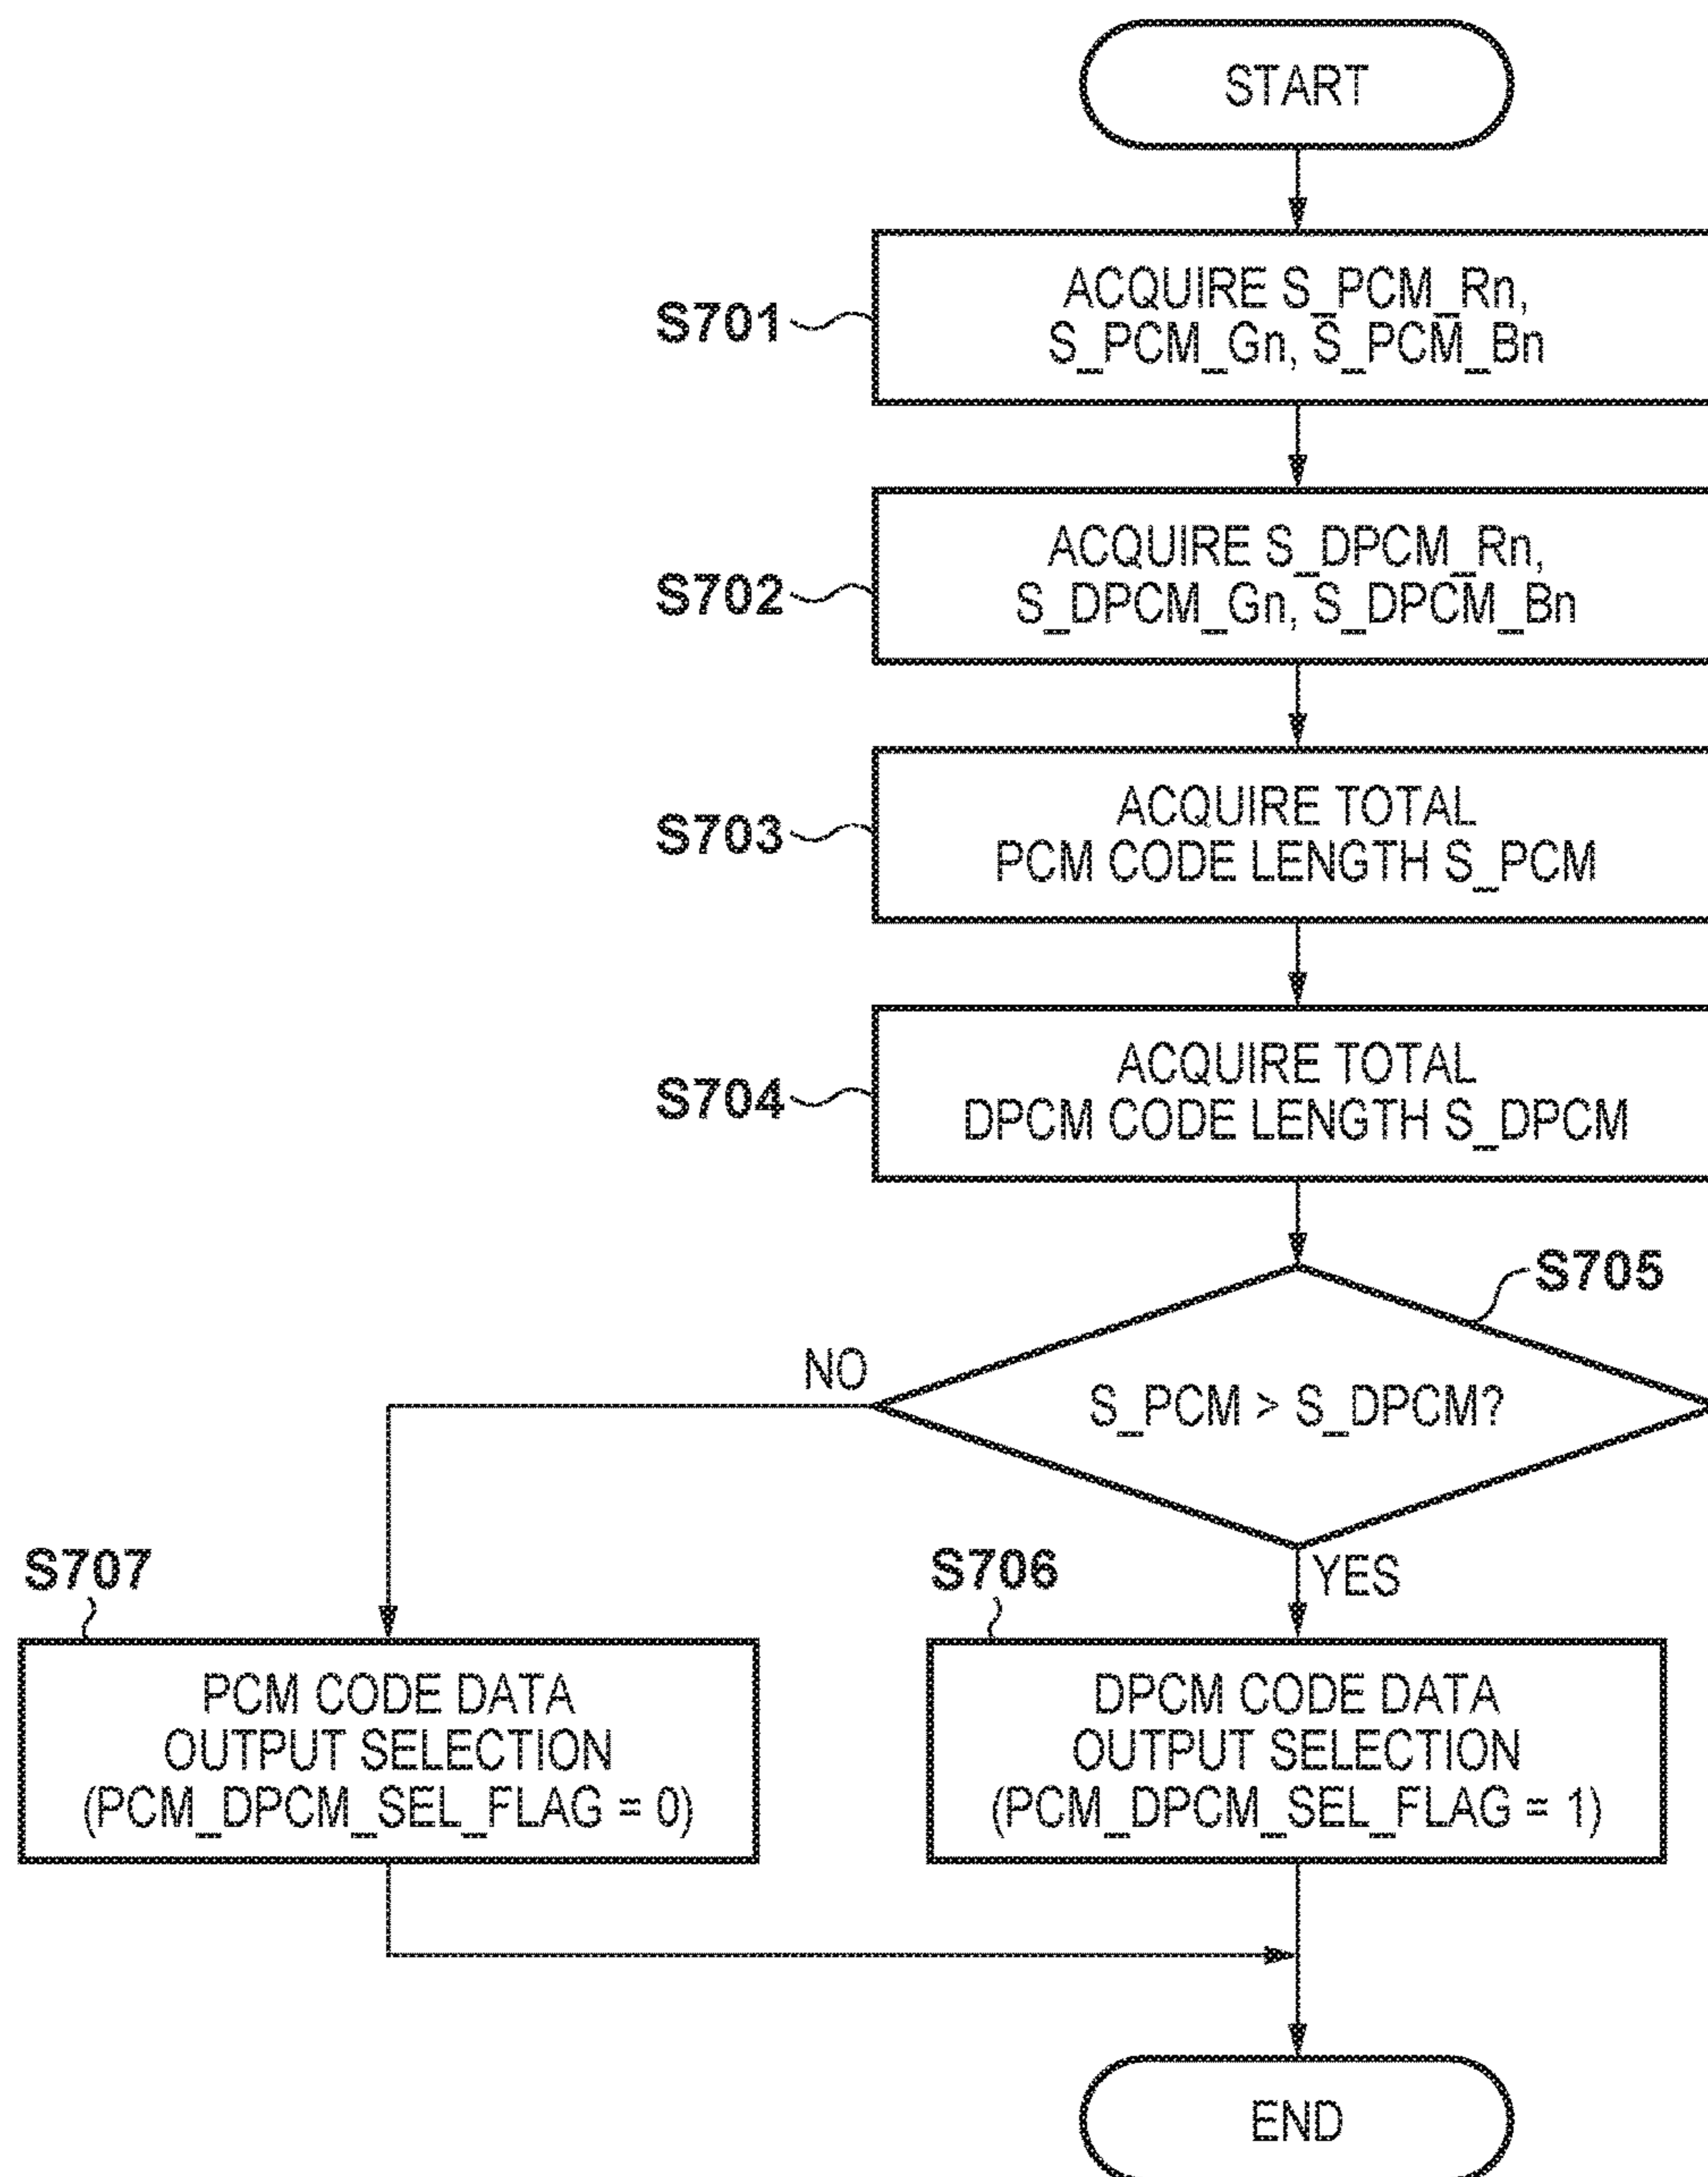 START
S701
ACQUIRE S_PCM_Rn,
S_PCM_Gn, S_PCM_Bn
S702
ACQUIRE S_DPCM_Rn,
S_DPCM_Gn, S_DPCM_Bn
S703
ACQUIRE TOTAL
PCM CODE LENGTH S_PCM
S704
ACQUIRE TOTAL
DPCM CODE LENGTH S_DPCM
S705
NO
S_PCM > S_DPCM?
YES
S707
PCM CODE DATA
OUTPUT SELECTION
(PCM_DPCM_SEL_FLAG = 0)
S706
DPCM CODE DATA
OUTPUT SELECTION
(PCM_DPCM_SEL_FLAG = 1)
END